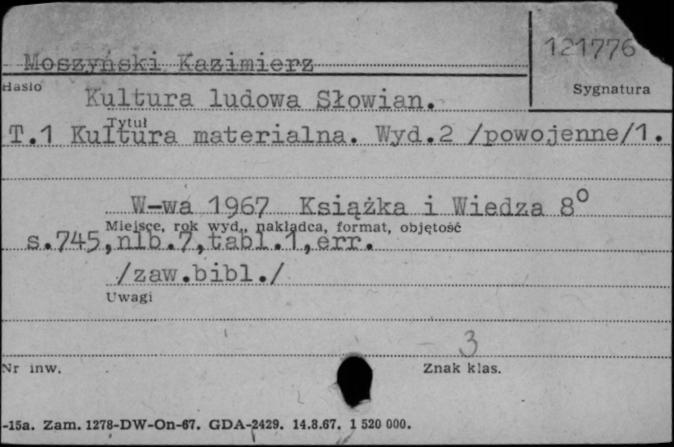 121776
Moszyński Kazimierz
Hasło
Sygnatura
Kultura ludowa Słowian.
Tytuł
T.1 Kultura materialna. Wyd.2 /powojenne/1.
W-wa 1967 Książka i Wiedza 8°
Miejsce, rok wyd., nakładca, format, objętość
s.745,nlb.7,tabl.1,err.
/zaw.bibl./
Uwagi
3
Nr inw.
Znak klas.
-15a. Zam. 1278-DW-On-67. GDA-2429. 14.8.67. 1 520 000.